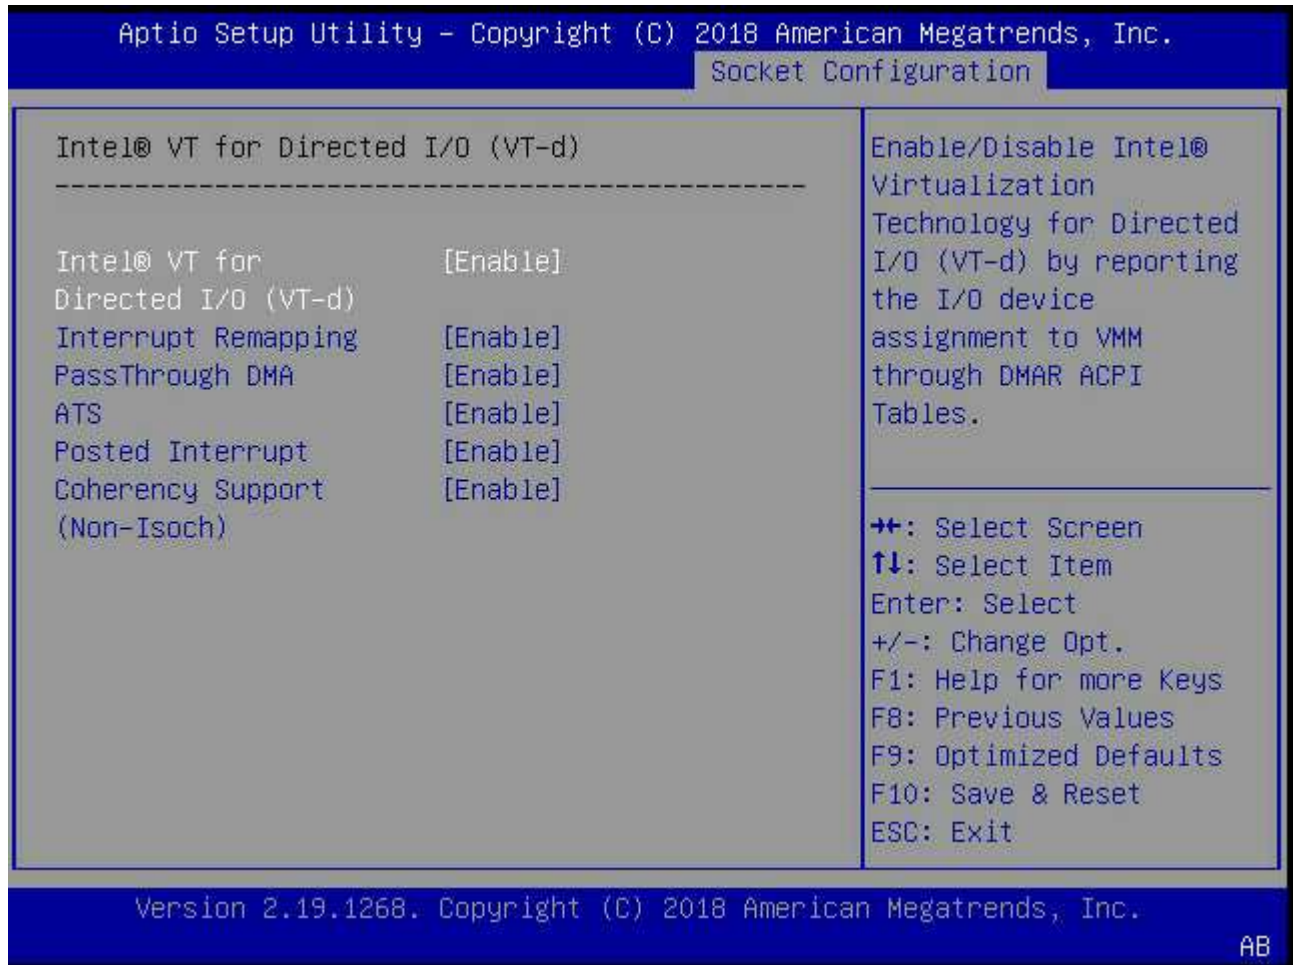 Aptio Setup Utility – Copyright (C) 2018 American Megatrends, Inc.
Socket Configuration
Intel® VT for Directed I/O (VT-d)
-----------------------------------------------
Intel® VT for [Enable]
Directed I/O (VT-d)
Interrupt Remapping [Enable]
PassThrough DMA [Enable]
ATS [Enable]
Posted Interrupt [Enable]
Coherency Support [Enable]
(Non-Isoch)
Enable/Disable Intel®
Virtualization
Technology for Directed
I/O (VT-d) by reporting
the I/O device
assignment to VMM
through DMAR ACPI
Tables.
→←: Select Screen
↑↓: Select Item
Enter: Select
+/-: Change Opt.
F1: Help for more Keys
F8: Previous Values
F9: Optimized Defaults
F10: Save & Reset
ESC: Exit
Version 2.19.1268. Copyright (C) 2018 American Megatrends, Inc.
AB